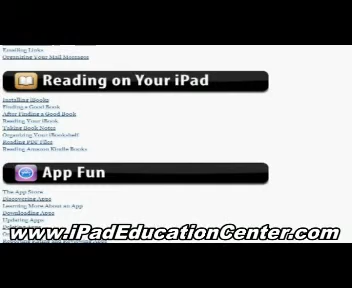 Emailing Links
Organizing Your Mail Messages
Reading on Your iPad
Installing iBooks
Finding a Good Book
After Finding a Good Book
Reading Your iBook
Taking Book Notes
Organizing Your iBookshelf
Reading PDF Files
Reading Amazon Kindle Books
App Fun
The App Store
Discovering Apps
Learning More About an App
Downloading Apps
Updating Apps
www.iPadEducationCenter.com